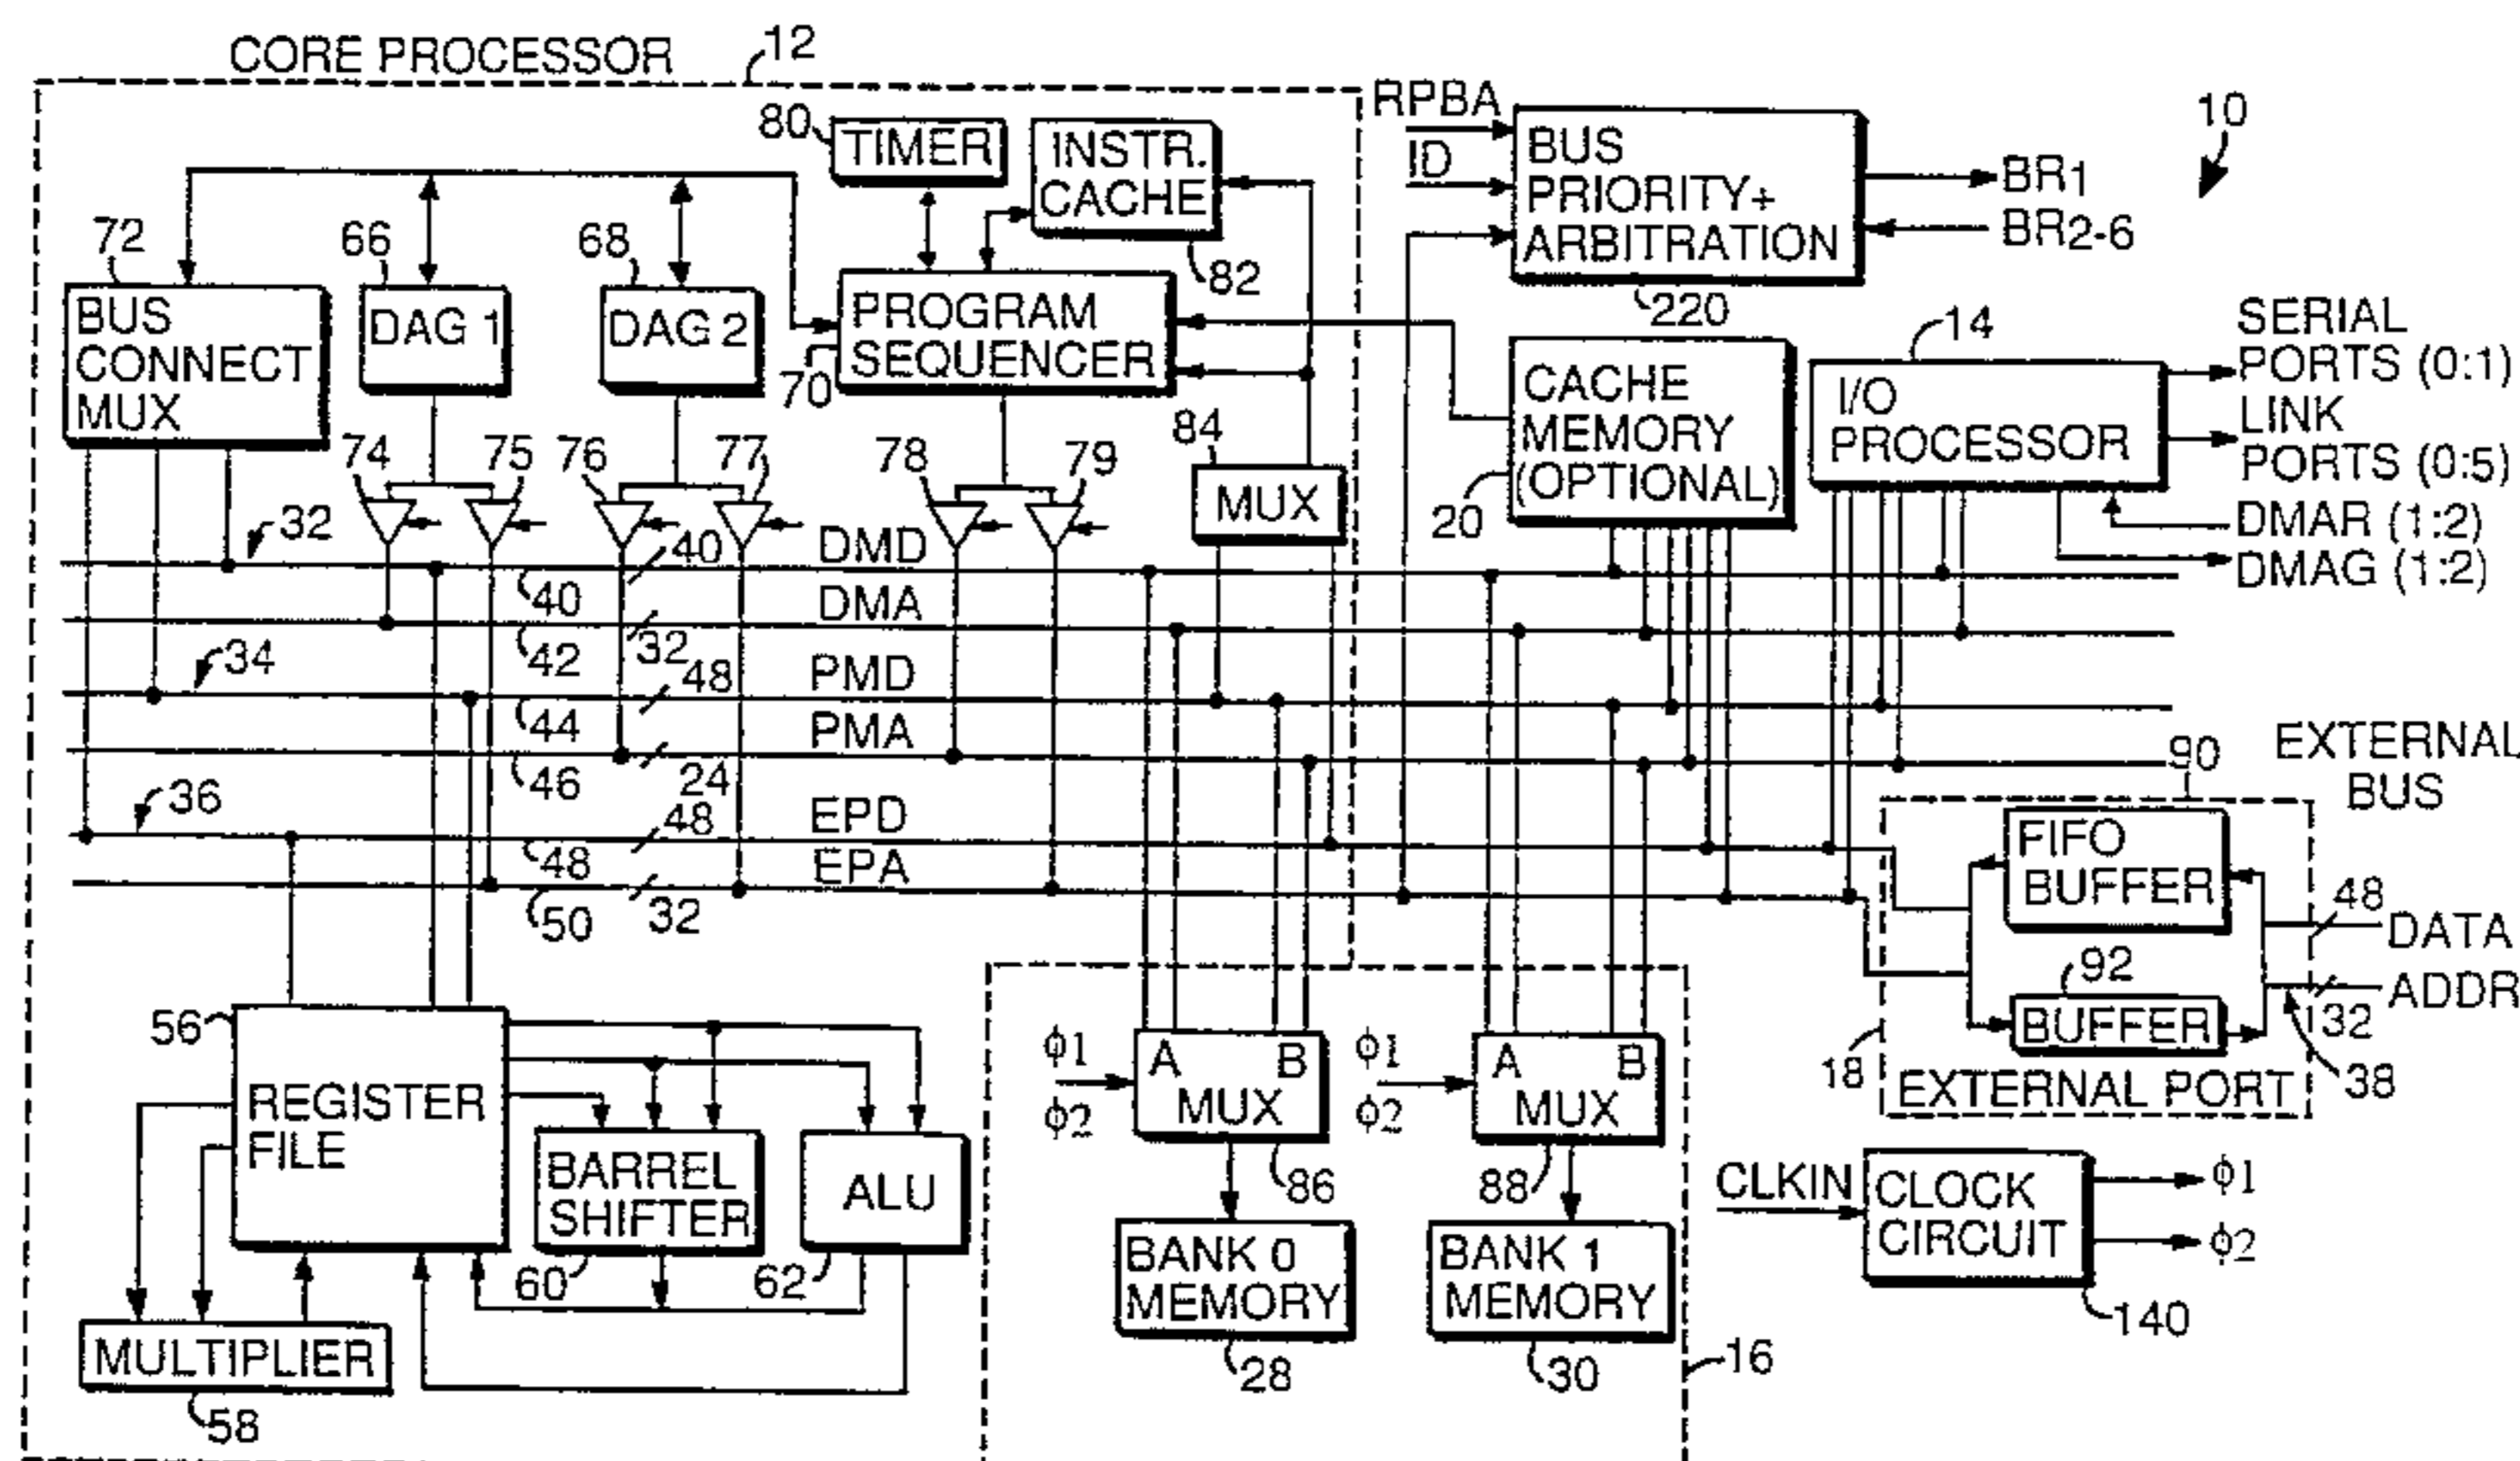 CORE PROCESSOR
12
RPBA
ID
BUS
PRIORITY+
ARBITRATION
220
BR1
BR2-6
10
80
TIMER
INSTR.
CACHE
82
72
BUS
CONNECT
MUX
66
DAG 1
68
DAG 2
70
PROGRAM
SEQUENCER
84
MUX
CACHE
MEMORY
(OPTIONAL)
20
14
I/O
PROCESSOR
SERIAL
PORTS (0:1)
LINK
PORTS (0:5)
DMAR (1:2)
DMAG (1:2)
74
75
76
77
78
79
32
40
DMD
40
DMA
42
32
34
48
PMD
44
PMA
46
24
36
48
EPD
48
EPA
50
32
90
EXTERNAL
BUS
FIFO
BUFFER
48
DATA
92
BUFFER
32
ADDR
18
EXTERNAL PORT
38
56
REGISTER
FILE
BARREL
SHIFTER
60
ALU
62
MULTIPLIER
58
ϕ1
ϕ2
A
B
MUX
86
ϕ1
ϕ2
A
B
MUX
88
BANK 0
MEMORY
28
BANK 1
MEMORY
30
16
CLKIN
CLOCK
CIRCUIT
ϕ1
ϕ2
140